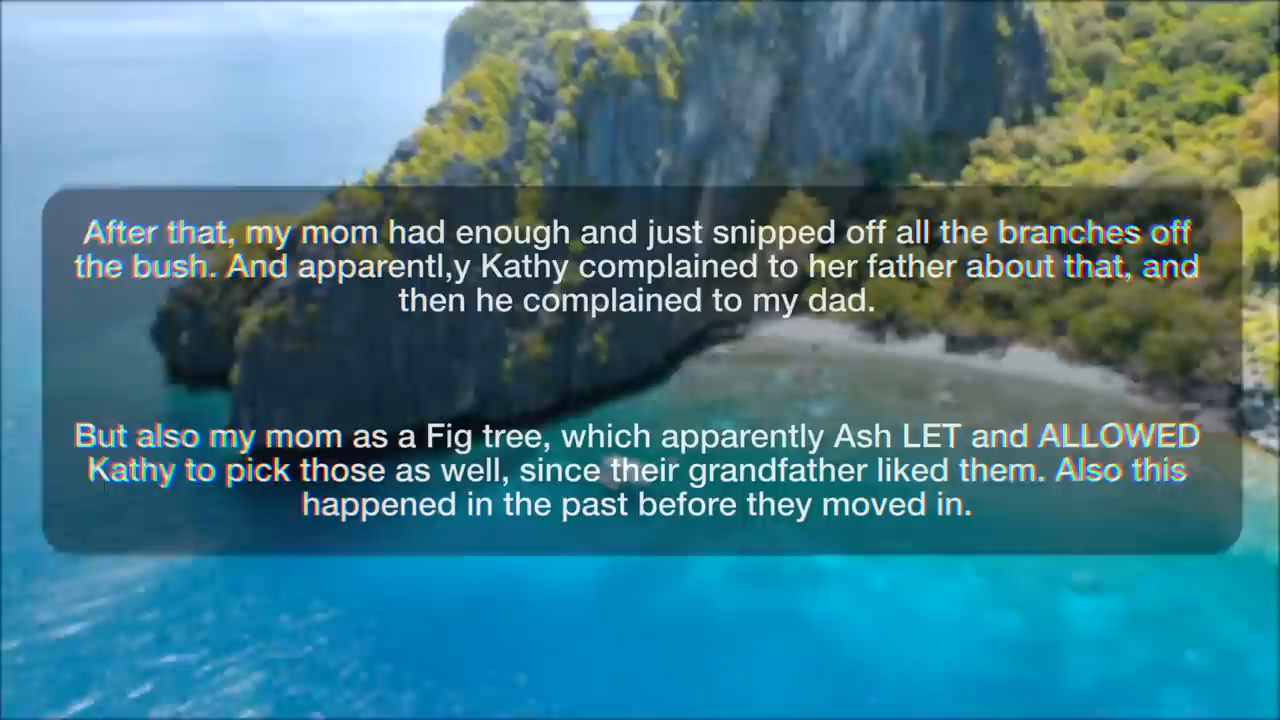 After that, my mom had enough and just snipped off all the branches off
the bush. And apparentl,y Kathy complained to her father about that, and
then he complained to my dad.
But also my mom as a Fig tree, which apparently Ash LET and ALLOWED
Kathy to pick those as well, since their grandfather liked them. Also this
happened in the past before they moved in.